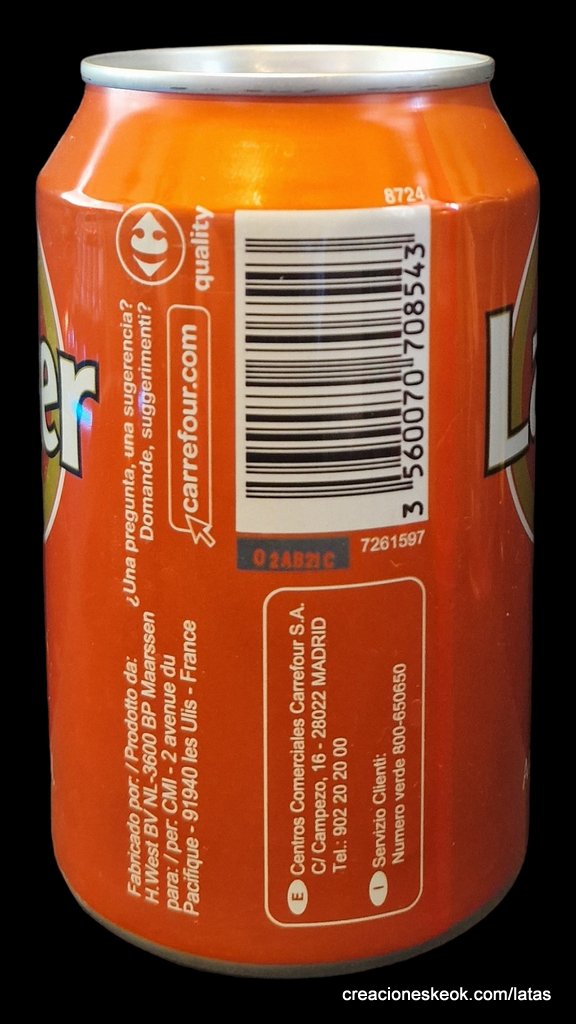 8724
quality
carrefour.com
¿Una pregunta, una sugerencia?
Domande, suggerimenti?
3 560070 708543
7261597
Fabricado por: / Prodotto da:
H.West BV NL-3600 BP Maarssen
para: / per: CMI - 2 avenue du
Pacifique - 91940 les Ulis - France
E Centros Comerciales Carrefour S.A.
C/ Campezo, 16 - 28022 MADRID
Tel.: 902 20 20 00
I Servizio Clienti:
Numero verde 800-650650
er
L
creacioneskeok.com/latas